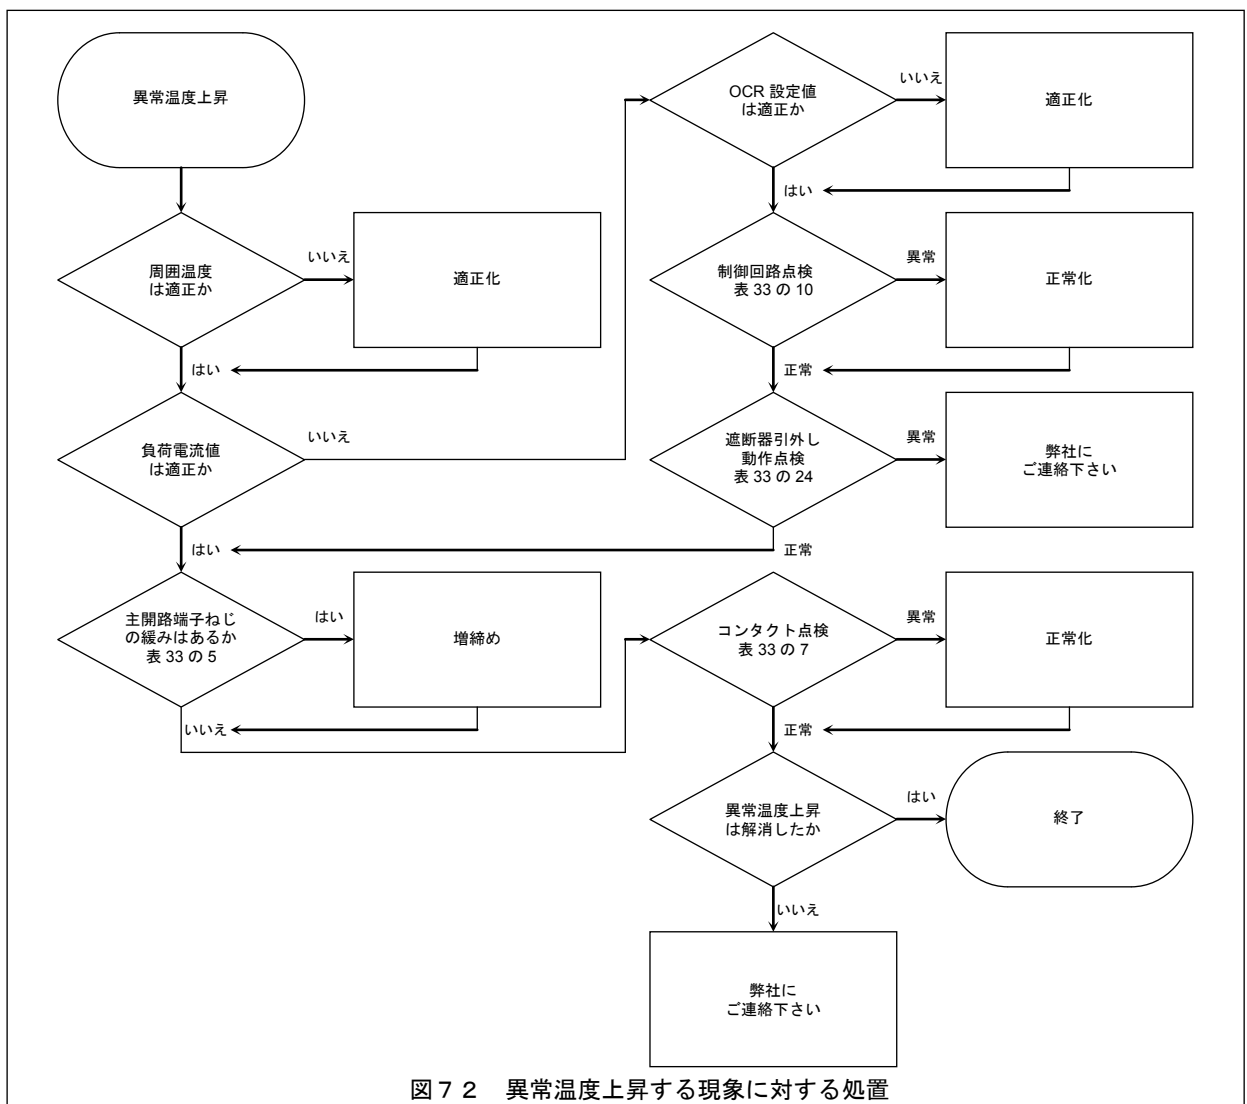 異常温度上昇
周囲温度
は適正か
いいえ
適正化
はい
負荷電流値
は適正か
いいえ
はい
主開路端子ねじ
の緩みはあるか
表 33 の 5
はい
増締め
いいえ
OCR 設定値
は適正か
いいえ
適正化
はい
制御回路点検
表 33 の 10
異常
正常化
正常
遮断器引外し
動作点検
表 33 の 24
異常
弊社に
ご連絡下さい
正常
コンタクト点検
表 33 の 7
異常
正常化
正常
異常温度上昇
は解消したか
はい
終了
いいえ
弊社に
ご連絡下さい
図72 異常温度上昇する現象に対する処置